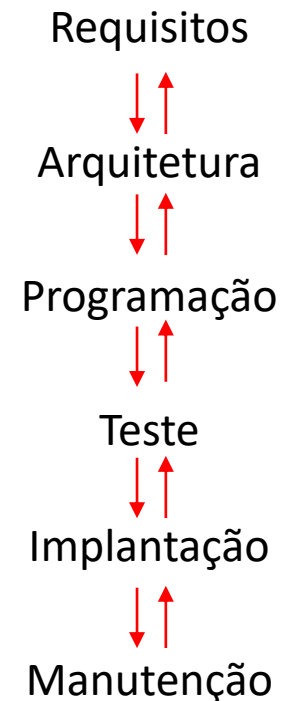 Requisitos
Arquitetura
Programação
Teste
Implantação
Manutenção